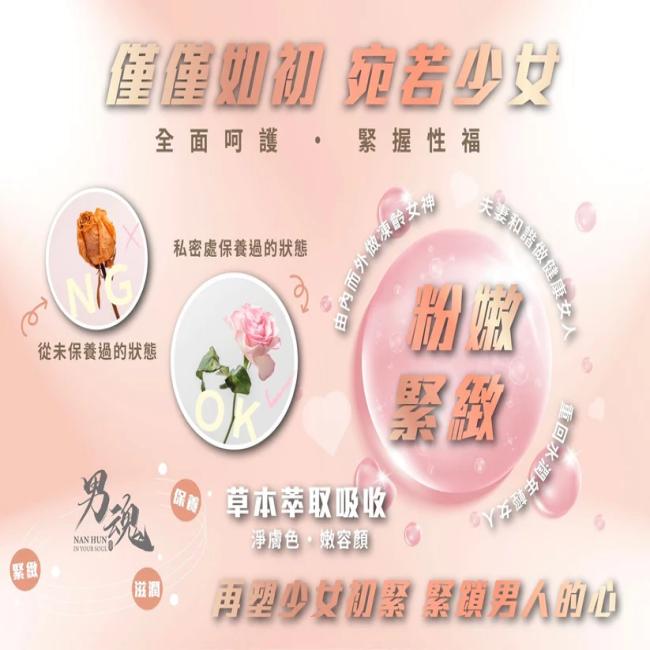 僅僅如初 宛若少女
全面呵護 · 緊握性福
NG
從未保養過的狀態
私密處保養過的狀態
OK
由內而外做凍齡女神
夫妻和諧做健康女人
重回水潤年輕女人
粉嫩
緊緻
男魂
NAN HUN
IN YOUR SOUL
保養
緊緻
滋潤
草本萃取吸收
淨膚色 · 嫩容顏
再塑少女初緊 緊鎖男人的心